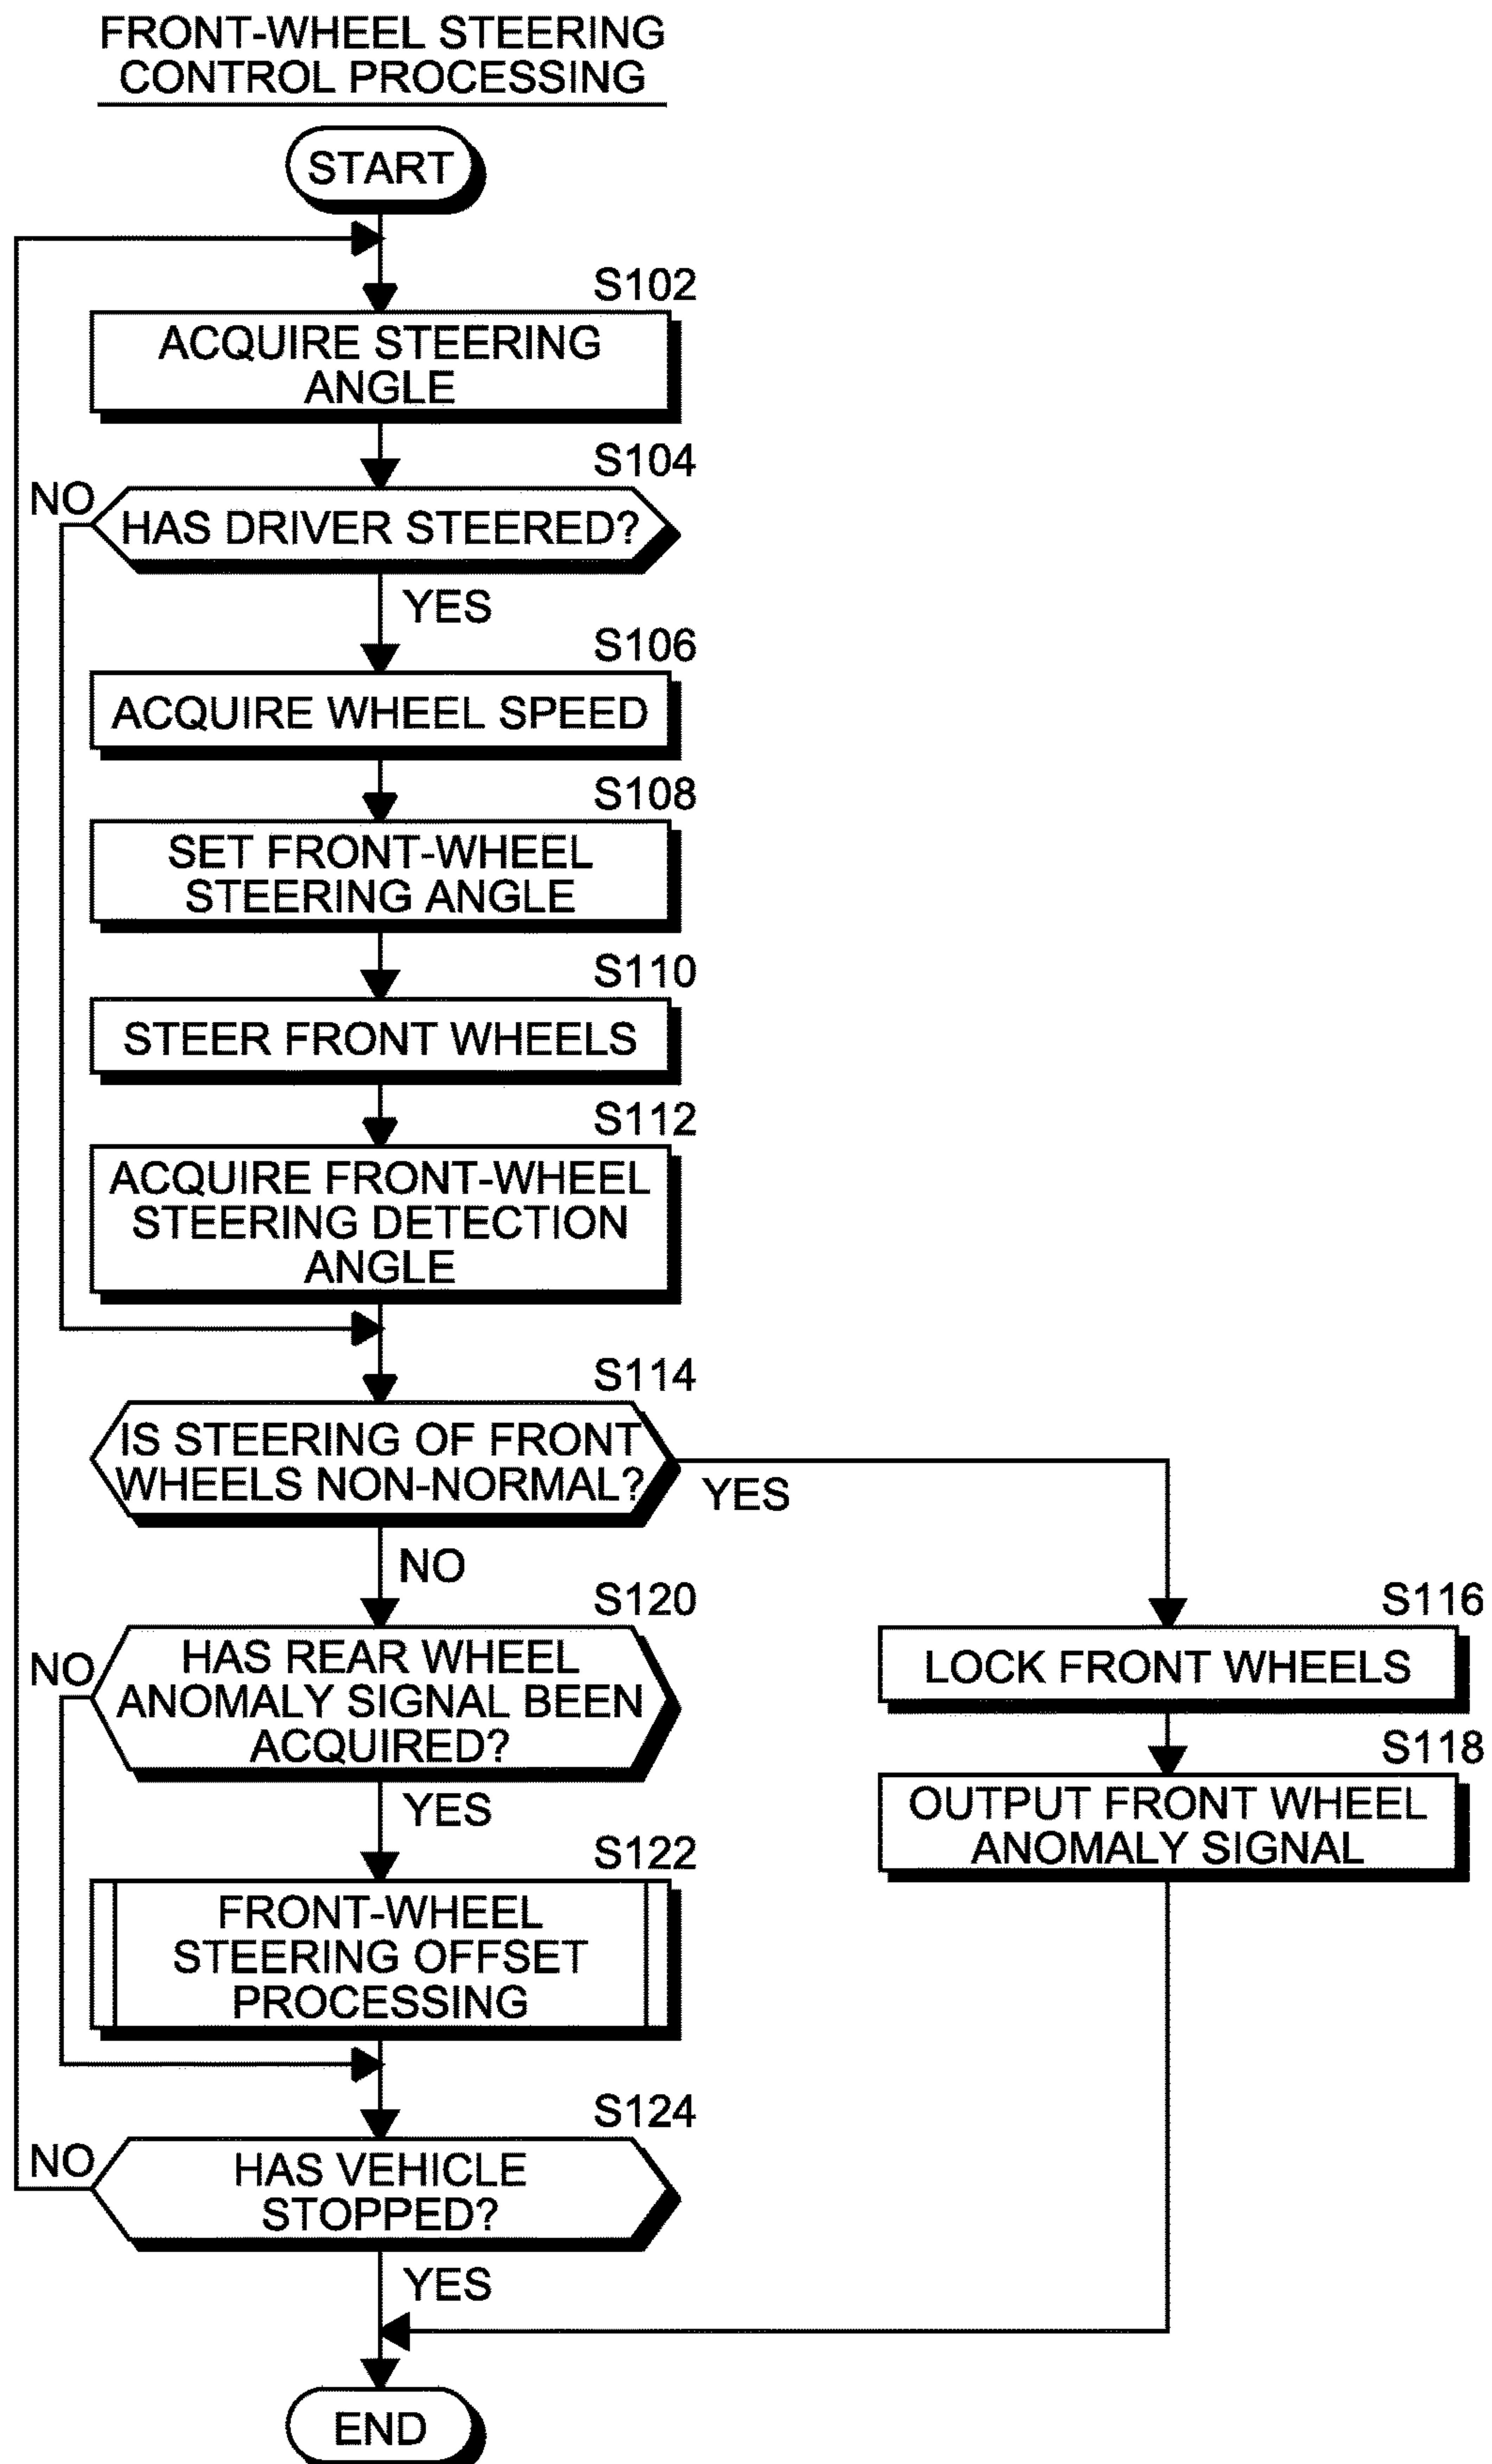 FRONT-WHEEL STEERING
CONTROL PROCESSING
START
S102
ACQUIRE STEERING
ANGLE
S104
NO
HAS DRIVER STEERED?
YES
S106
ACQUIRE WHEEL SPEED
S108
SET FRONT-WHEEL
STEERING ANGLE
S110
STEER FRONT WHEELS
S112
ACQUIRE FRONT-WHEEL
STEERING DETECTION
ANGLE
S114
IS STEERING OF FRONT
WHEELS NON-NORMAL?
YES
NO
S116
LOCK FRONT WHEELS
S118
OUTPUT FRONT WHEEL
ANOMALY SIGNAL
S120
NO
HAS REAR WHEEL
ANOMALY SIGNAL BEEN
ACQUIRED?
YES
S122
FRONT-WHEEL
STEERING OFFSET
PROCESSING
S124
NO
HAS VEHICLE
STOPPED?
YES
END